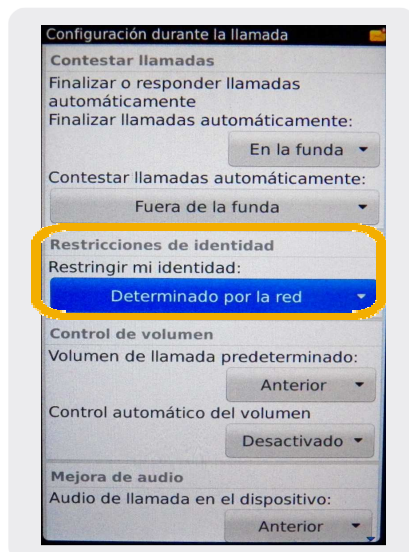 Configuración durante la llamada
Contestar llamadas
Finalizar o responder llamadas
automáticamente
Finalizar llamadas automáticamente:
En la funda
Contestar llamadas automáticamente:
Fuera de la funda
Restricciones de identidad
Restringir mi identidad:
Determinado por la red
Control de volumen
Volumen de llamada predeterminado:
Anterior
Control automático del volumen
Desactivado
Mejora de audio
Audio de llamada en el dispositivo:
Anterior